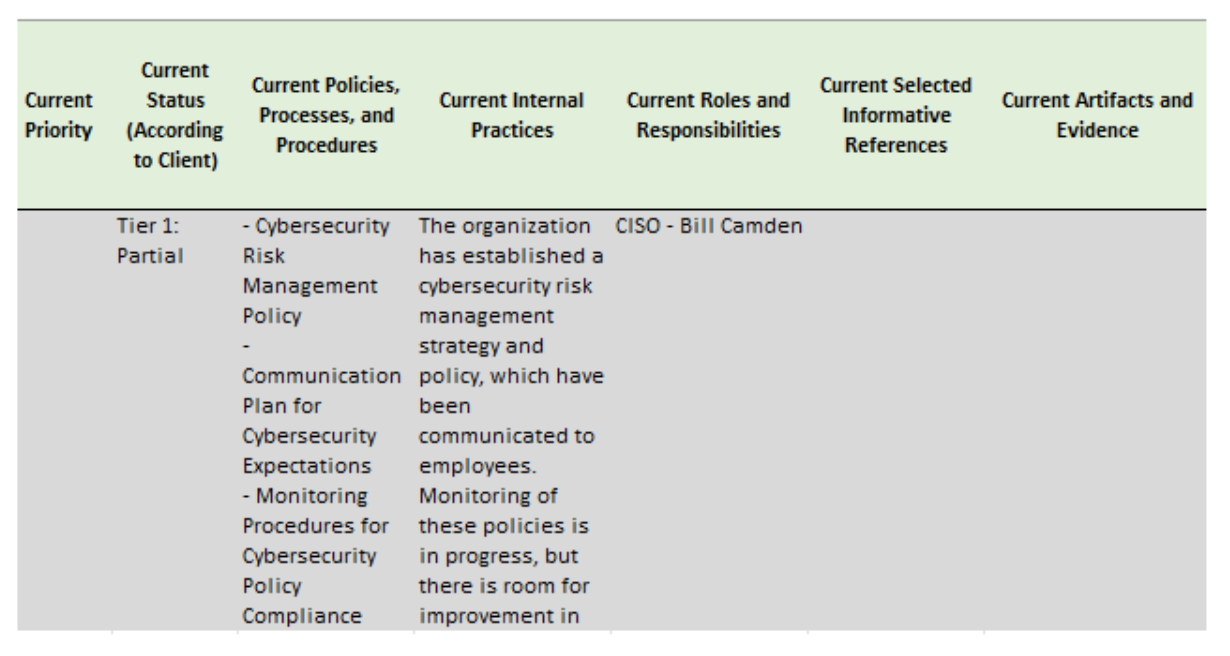 Current
Priority
Current
Status
(According
to Client)
Current Policies,
Processes, and
Procedures
Current Internal
Practices
Current Roles and
Responsibilities
Current Selected
Informative
References
Current Artifacts and
Evidence
Tier 1:
Partial
- Cybersecurity
Risk
Management
Policy
-
Communication
Plan for
Cybersecurity
Expectations
- Monitoring
Procedures for
Cybersecurity
Policy
Compliance
The organization
has established a
cybersecurity risk
management
strategy and
policy, which have
been
communicated to
employees.
Monitoring of
these policies is
in progress, but
there is room for
improvement in
CISO - Bill Camden